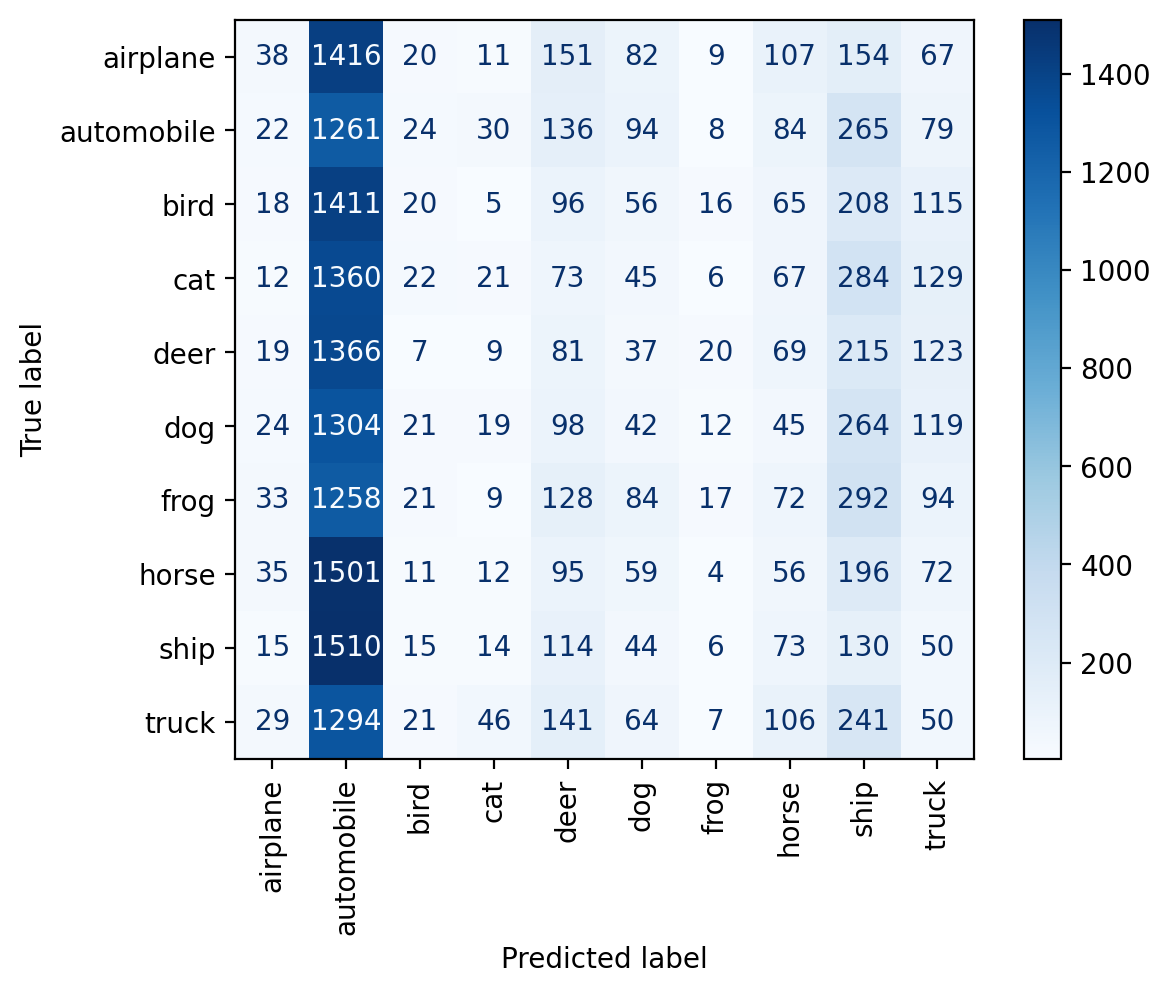 airplane 38 1416 20 11 151 82 9 107 154 67
automobile 22 1261 24 30 136 94 8 84 265 79
bird 18 1411 20 5 96 56 16 65 208 115
cat 12 1360 22 21 73 45 6 67 284 129
deer 19 1366 7 9 81 37 20 69 215 123
dog 24 1304 21 19 98 42 12 45 264 119
frog 33 1258 21 9 128 84 17 72 292 94
horse 35 1501 11 12 95 59 4 56 196 72
ship 15 1510 15 14 114 44 6 73 130 50
truck 29 1294 21 46 141 64 7 106 241 50
airplane automobile bird cat deer dog frog horse ship truck
Predicted label
True label
1400
1200
1000
800
600
400
200